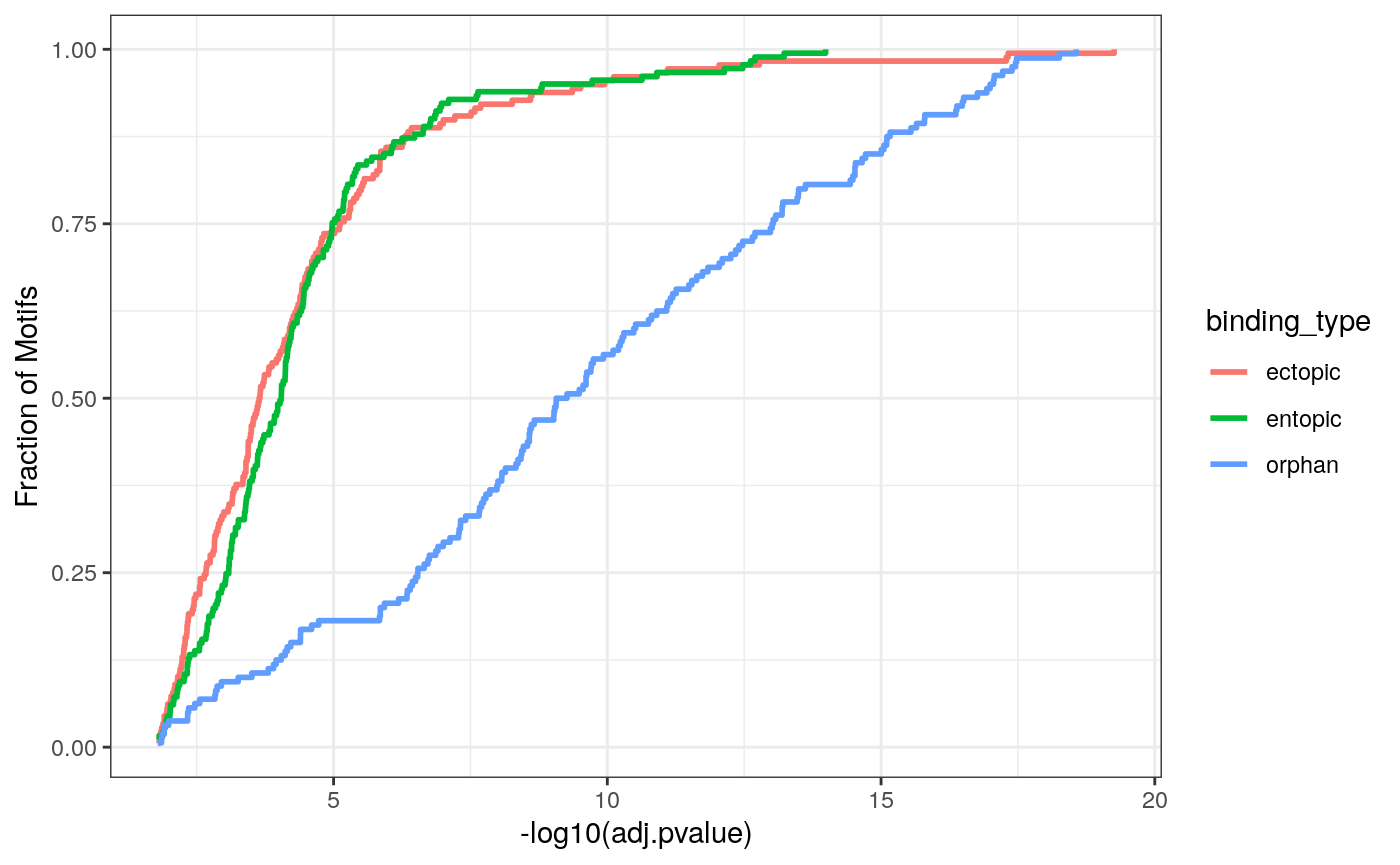 1.00
0.75
0.50
0.25
0.00
Fraction of Motifs
5
10
15
20
-log10(adj.pvalue)
binding_type
ectopic
entopic
orphan